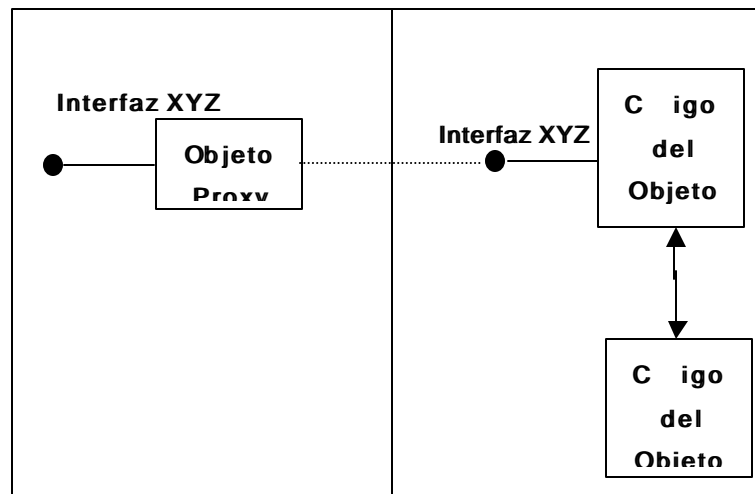 Interfaz XYZ
Objeto
Proxy
Interfaz XYZ
C igo
del
Objeto
C igo
del
Objeto